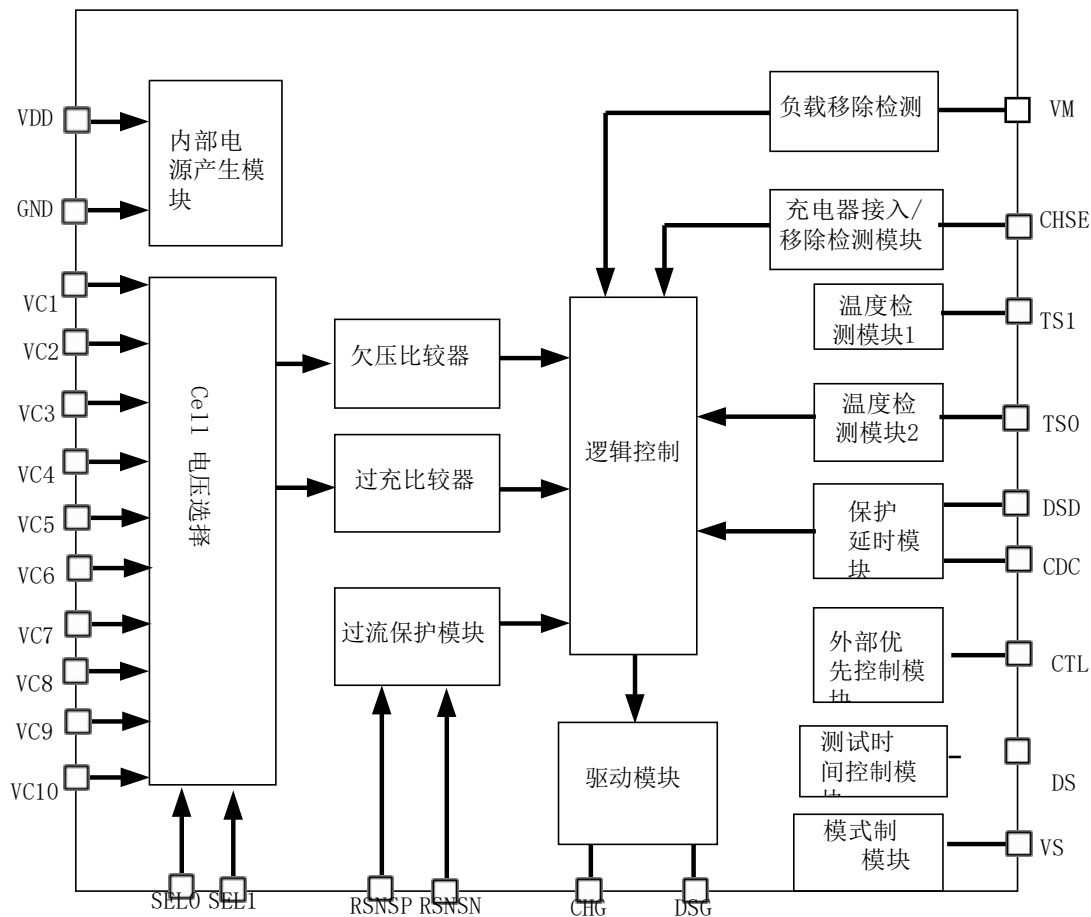 VDD
内部电
源产生模
块
GND
VC1
VC2
VC3
VC4
VC5
VC6
VC7
VC8
VC9
VC10
Cell 电压选择
SEL0
SEL1
欠压比较器
过充比较器
过流保护模块
RSNSP
RSNSN
逻辑控制
驱动模块
CHG
DSG
负载移除检测
VM
充电器接入/
移除检测模块
CHSE
温度检
测模块1
TS1
温度检
测模块2
TS0
保护
延时模
块
DSD
CDC
外部优
先控制模
块
CTL
测试时
间控制模
块
DS
模式制
模块
VS